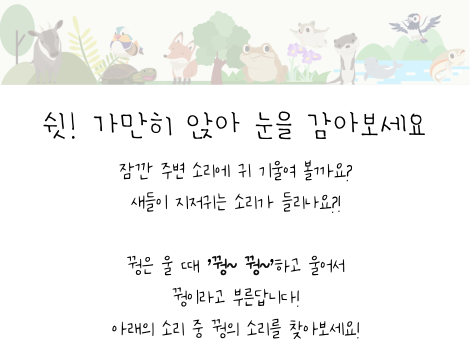 쉿! 가만히 앉아 눈을 감아보세요
잠깐 주변 소리에 귀 기울여 볼까요?
새들이 지저귀는 소리가 들리나요?!
꿩은 울 때 '꿩~ 꿩~'하고 울어서
꿩이라고 부른답니다!
아래의 소리 중 꿩의 소리를 찾아보세요!